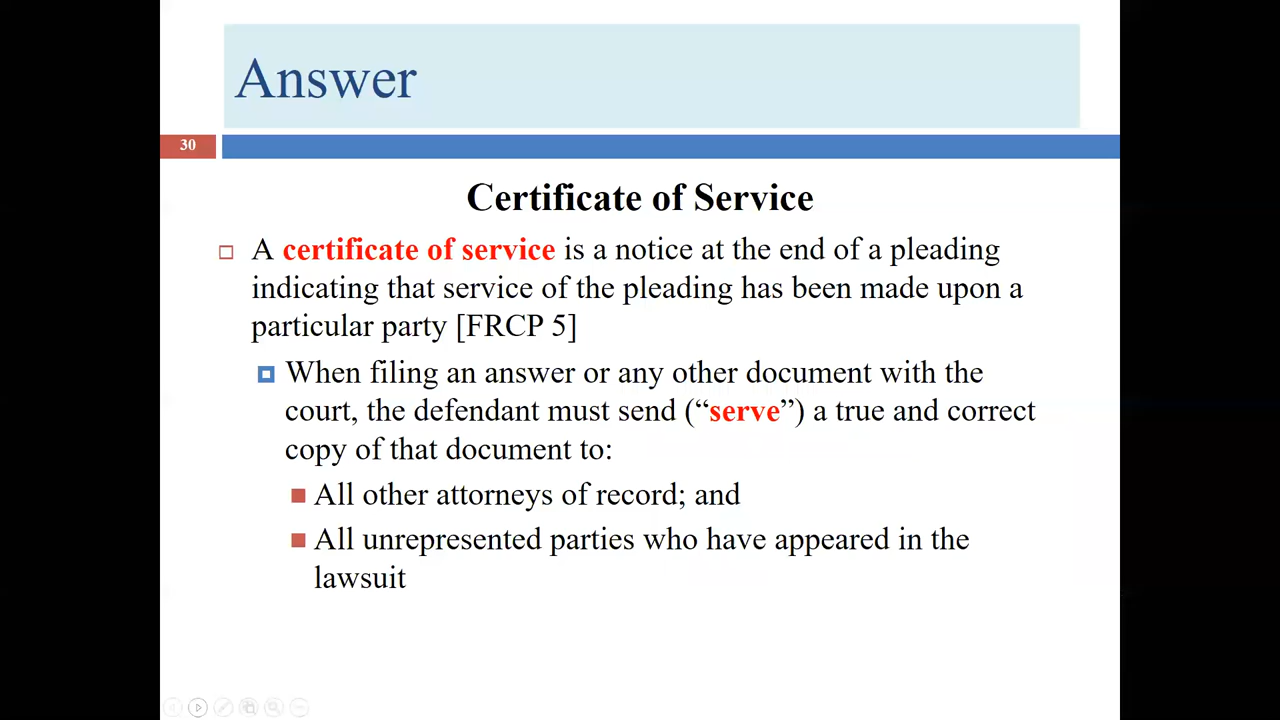 Answer
30
Certificate of Service
A certificate of service is a notice at the end of a pleading
indicating that service of the pleading has been made upon a
particular party [FRCP 5]
When filing an answer or any other document with the
court, the defendant must send (“serve”) a true and correct
copy of that document to:
All other attorneys of record; and
All unrepresented parties who have appeared in the
lawsuit